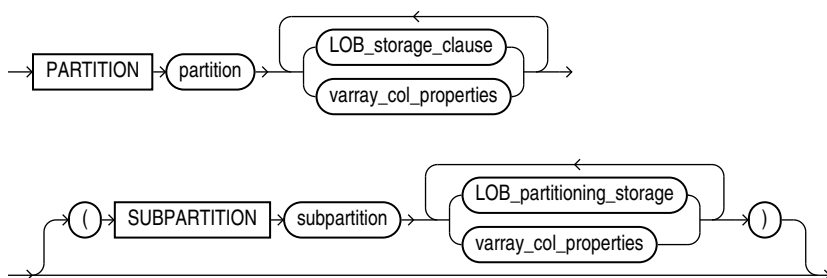 LOB_storage_clause
PARTITION partition
varray_col_properties
LOB_partitioning_storage
( SUBPARTITION subpartition )
varray_col_properties